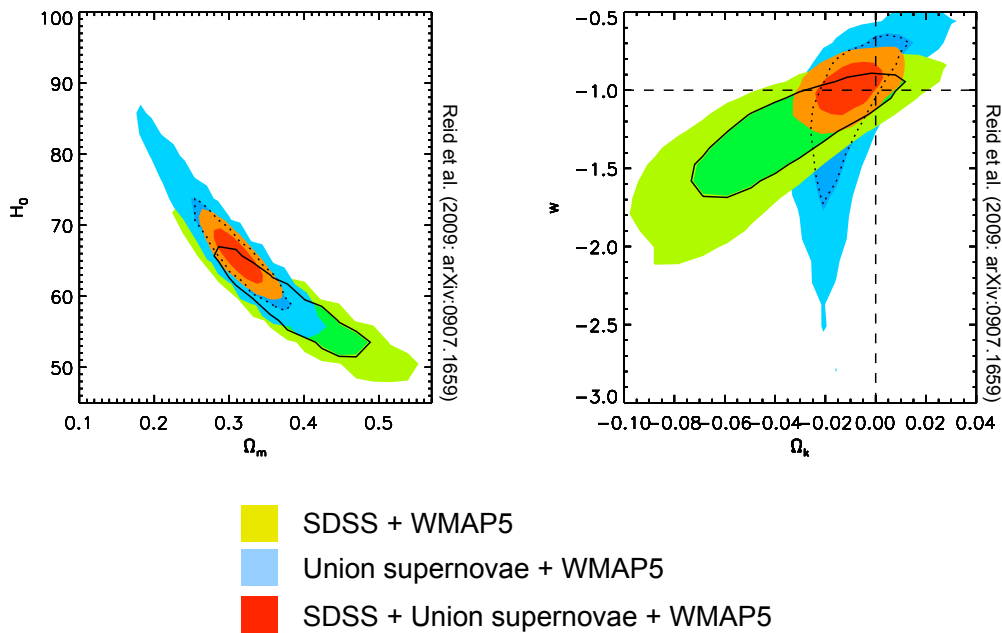 100
90
80
70
60
50
H₀
0.1 0.2 0.3 0.4 0.5
Ωₘ
Reid et al. (2009: arXiv:0907.1659)
-0.5
-1.0
-1.5
-2.0
-2.5
-3.0
w
-0.10 -0.08 -0.06 -0.04 -0.02 0.00 0.02 0.04
Ωₖ
Reid et al. (2009: arXiv:0907.1659)
SDSS + WMAP5
Union supernovae + WMAP5
SDSS + Union supernovae + WMAP5